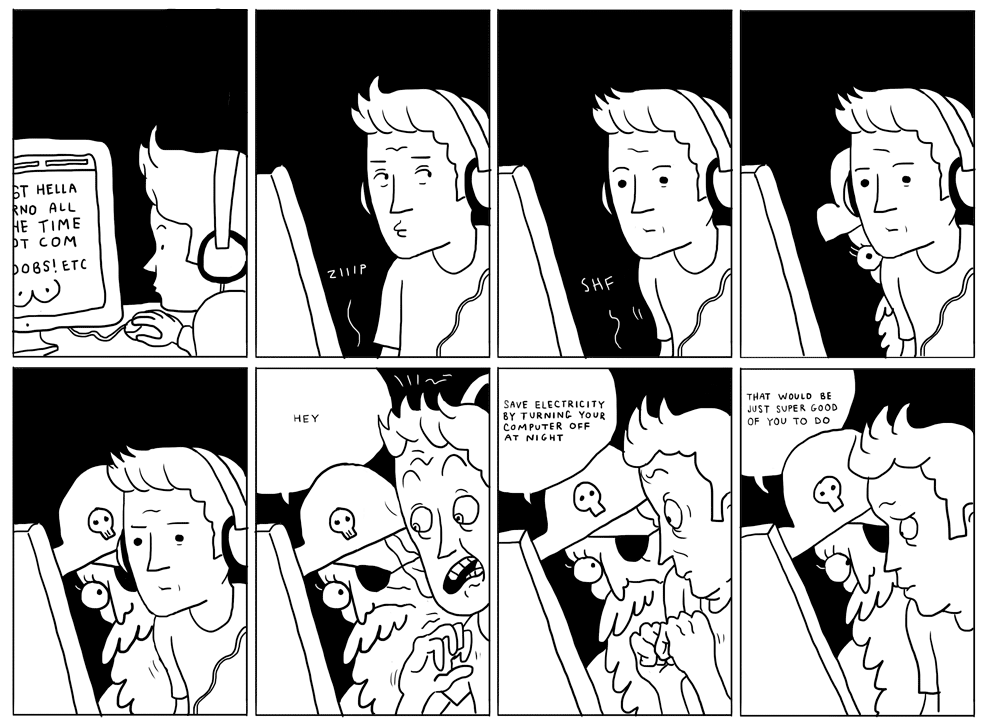 ST HELLA
RNO ALL
HE TIME
OT COM
OOBS! ETC
ZIIIP
SHF
HEY
SAVE ELECTRICITY
BY TURNING YOUR
COMPUTER OFF
AT NIGHT
THAT WOULD BE
JUST SUPER GOOD
OF YOU TO DO